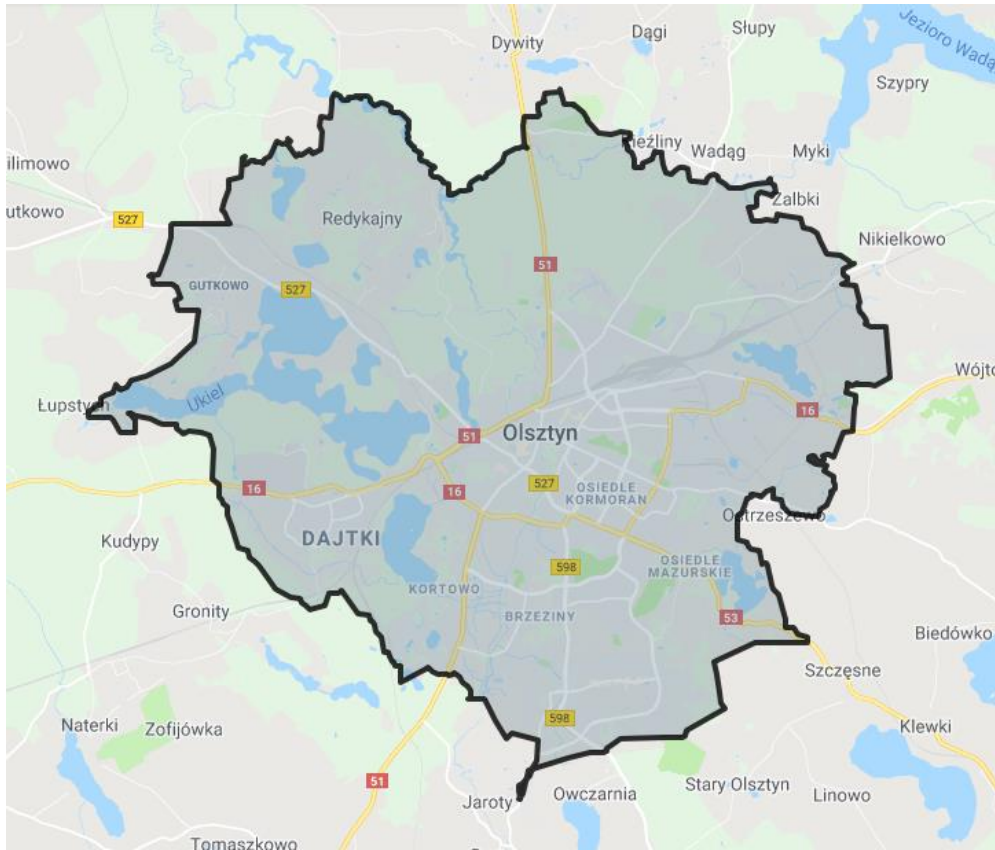 Dywity
Dągi
Słupy
Jezioro Wadą
Szypry
ilimowo
ieźliny
Wadąg
Myki
utkowo
527
Redykajny
Zalbki
Nikielkowo
51
GUTKOWO
527
Łupstych
Ukiel
Wójto
16
51
Olsztyn
16
16
527
OSIEDLE
KORMORAN
Ostrzeszewo
Kudypy
DAJTKI
598
OSIEDLE
MAZURSKIE
KORTOWO
Gronity
BRZEZINY
53
Biedówko
Szczęsne
Naterki
Zofijówka
598
Klewki
51
Jaroty
Owczarnia
Stary Olsztyn
Linowo
Tomaszkowo